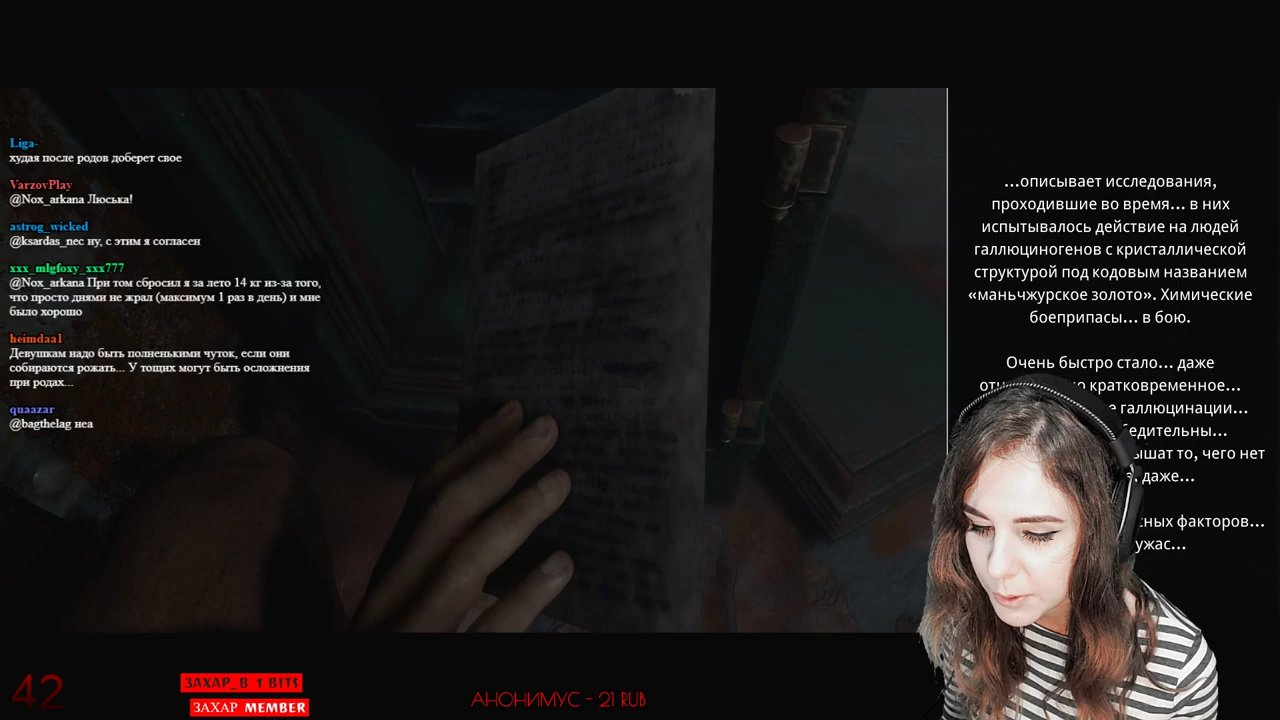 Liga-
худая после родов доберет свое
VarzovPlay
@Nox_arkana Люська!
astrog_wicked
@ksardas_nec ну, с этим я согласен
xxx_mlgfoxy_xxx777
@Nox_arkana При том сбросил я за лето 14 кг из-за того,
что просто днями не жрал (максимум 1 раз в день) и мне
было хорошо
heimdaal
Девушкам надо быть полненькими чуток, если они
собираются рожать... У тощих могут быть осложнения
при родах...
quaazar
@bagthelag неа
...описывает исследования,
проходившие во время... в них
испытывалось действие на людей
галлюциногенов с кристаллической
структурой под кодовым названием
«маньчжурское золото». Химические
боеприпасы... в бою.
Очень быстро стало... даже
кратковременное...
галлюцинации...
то, чего нет
даже...
факторов...
ужас...
42
ЗАХАР_В 1 BITS
ЗАХАР MEMBER
АНОНИМУС - 21 RUB